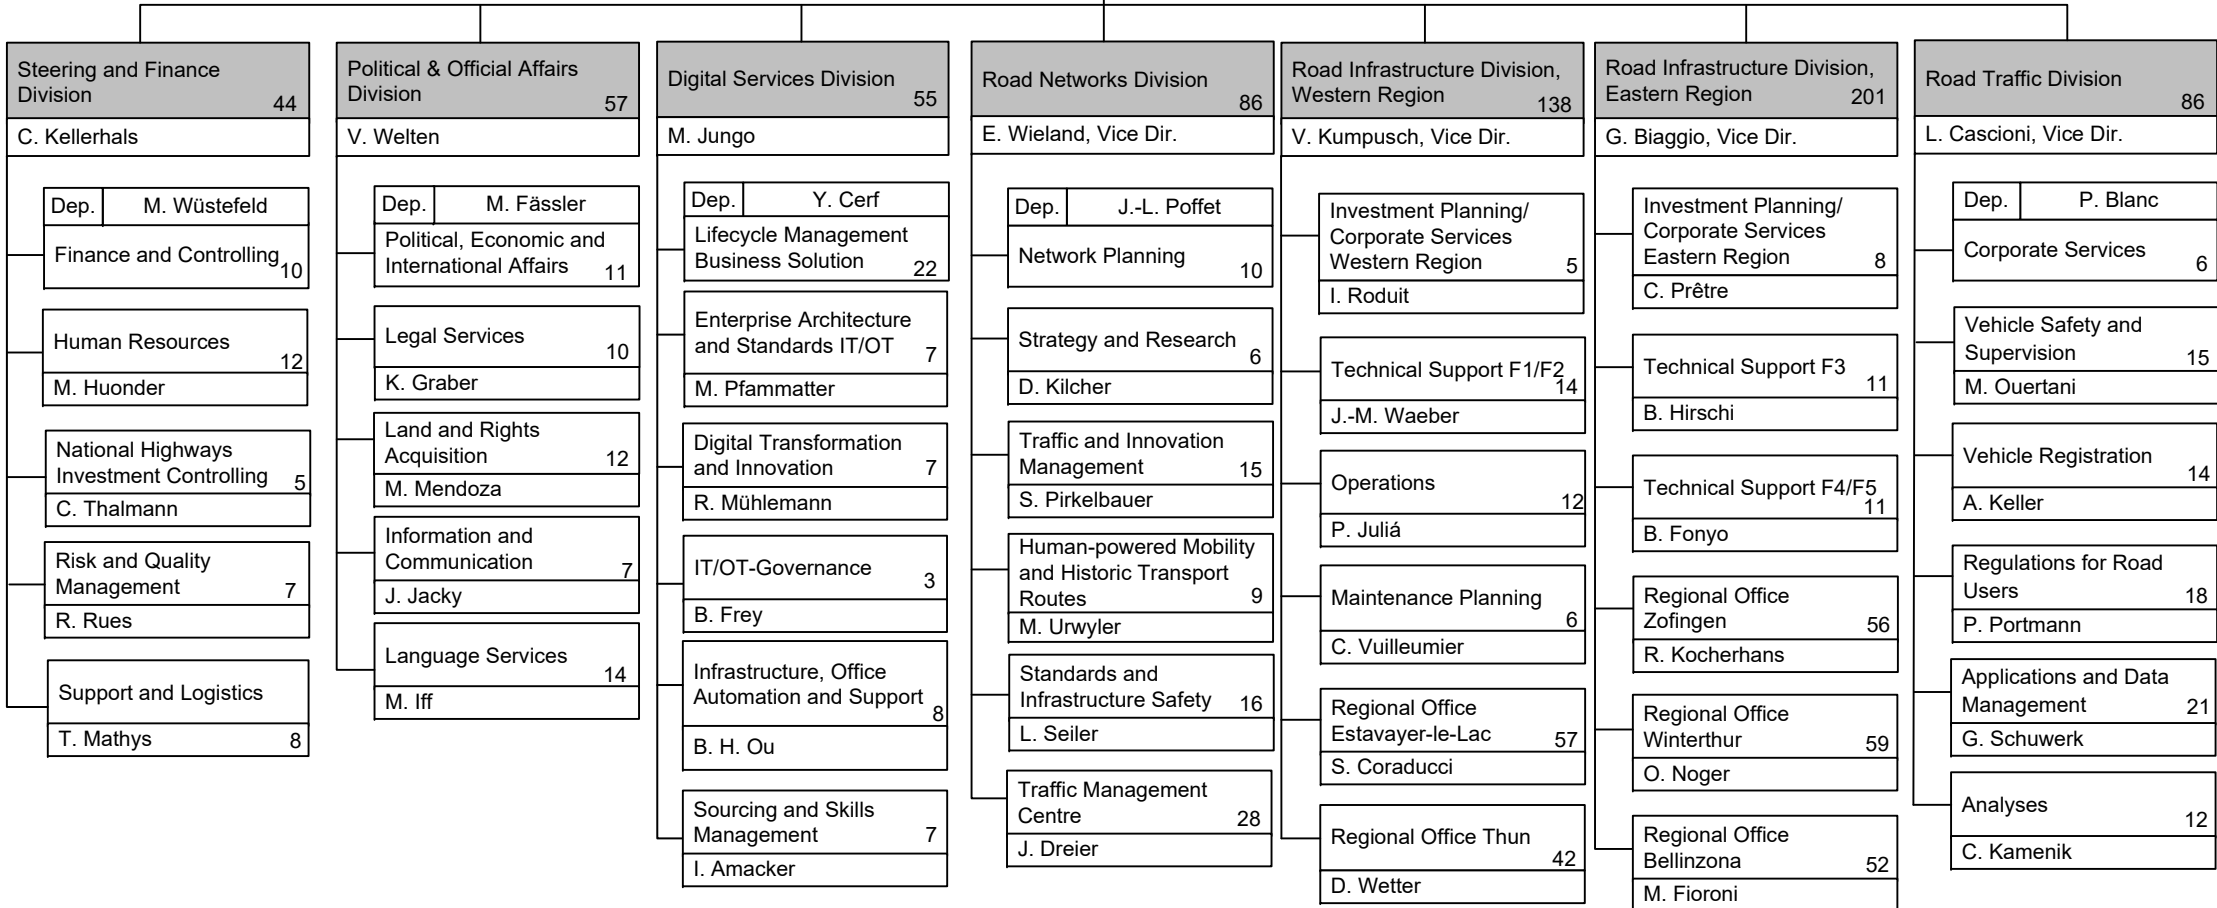 Steering and Finance
Division
44
C. Kellerhals
Dep.
M. Wüstefeld
Finance and Controlling
10
Human Resources
12
M. Huonder
National Highways
Investment Controlling
5
C. Thalmann
Risk and Quality
Management
7
R. Rues
Support and Logistics
T. Mathys
8
Political & Official Affairs
Division
57
V. Welten
Dep.
M. Fässler
Political, Economic and
International Affairs
11
Legal Services
10
K. Graber
Land and Rights
Acquisition
12
M. Mendoza
Information and
Communication
7
J. Jacky
Language Services
14
M. Iff
Digital Services Division
55
M. Jungo
Dep.
Y. Cerf
Lifecycle Management
Business Solution
22
Enterprise Architecture
and Standards IT/OT
7
M. Pfammatter
Digital Transformation
and Innovation
7
R. Mühlemann
IT/OT-Governance
3
B. Frey
Infrastructure, Office
Automation and Support
8
B. H. Ou
Sourcing and Skills
Management
7
I. Amacker
Road Networks Division
86
E. Wieland, Vice Dir.
Dep.
J.-L. Poffet
Network Planning
10
Strategy and Research
6
D. Kilcher
Traffic and Innovation
Management
15
S. Pirkelbauer
Human-powered Mobility
and Historic Transport
Routes
9
M. Urwyler
Standards and
Infrastructure Safety
16
L. Seiler
Traffic Management
Centre
28
J. Dreier
Road Infrastructure Division,
Western Region
138
V. Kumpusch, Vice Dir.
Investment Planning/
Corporate Services
Western Region
5
I. Roduit
Technical Support F1/F2
14
J.-M. Waeber
Operations
12
P. Juliá
Maintenance Planning
6
C. Vuilleumier
Regional Office
Estavayer-le-Lac
57
S. Coraducci
Regional Office Thun
42
D. Wetter
Road Infrastructure Division,
Eastern Region
201
G. Biaggio, Vice Dir.
Investment Planning/
Corporate Services
Eastern Region
8
C. Prêtre
Technical Support F3
11
B. Hirschi
Technical Support F4/F5
11
B. Fonyo
Regional Office
Zofingen
56
R. Kocherhans
Regional Office
Winterthur
59
O. Noger
Regional Office
Bellinzona
52
M. Fioroni
Road Traffic Division
86
L. Cascioni, Vice Dir.
Dep.
P. Blanc
Corporate Services
6
Vehicle Safety and
Supervision
15
M. Ouertani
Vehicle Registration
14
A. Keller
Regulations for Road
Users
18
P. Portmann
Applications and Data
Management
21
G. Schuwerk
Analyses
12
C. Kamenik